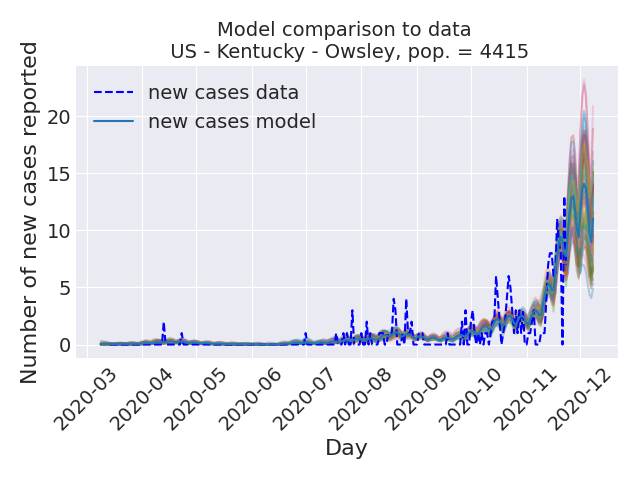 Model comparison to data
US - Kentucky - Owsley, pop. = 4415
Number of new cases reported
new cases data
new cases model
20
15
10
5
0
2020-03
2020-04
2020-05
2020-06
2020-07
2020-08
2020-09
2020-10
2020-11
2020-12
Day